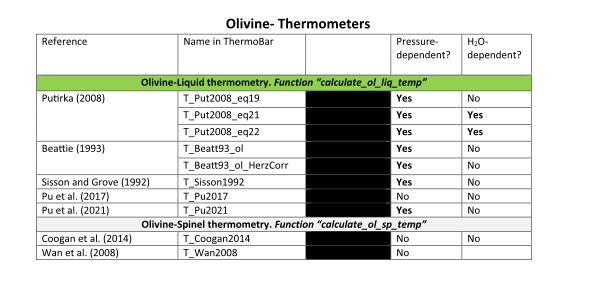 Olivine- Thermometers
Reference Name in ThermoBar Pressure-dependent? H₂O-dependent?
Olivine-Liquid thermometry. Function “calculate_ol_liq_temp”
Putirka (2008) T_Put2008_eq19 Yes No
T_Put2008_eq21 Yes Yes
T_Put2008_eq22 Yes Yes
Beattie (1993) T_Beatt93_ol Yes No
T_Beatt93_ol_HerzCorr Yes No
Sisson and Grove (1992) T_Sisson1992 Yes No
Pu et al. (2017) T_Pu2017 No No
Pu et al. (2021) T_Pu2021 Yes No
Olivine-Spinel thermometry. Function “calculate_ol_sp_temp”
Coogan et al. (2014) T_Coogan2014 No No
Wan et al. (2008) T_Wan2008 No